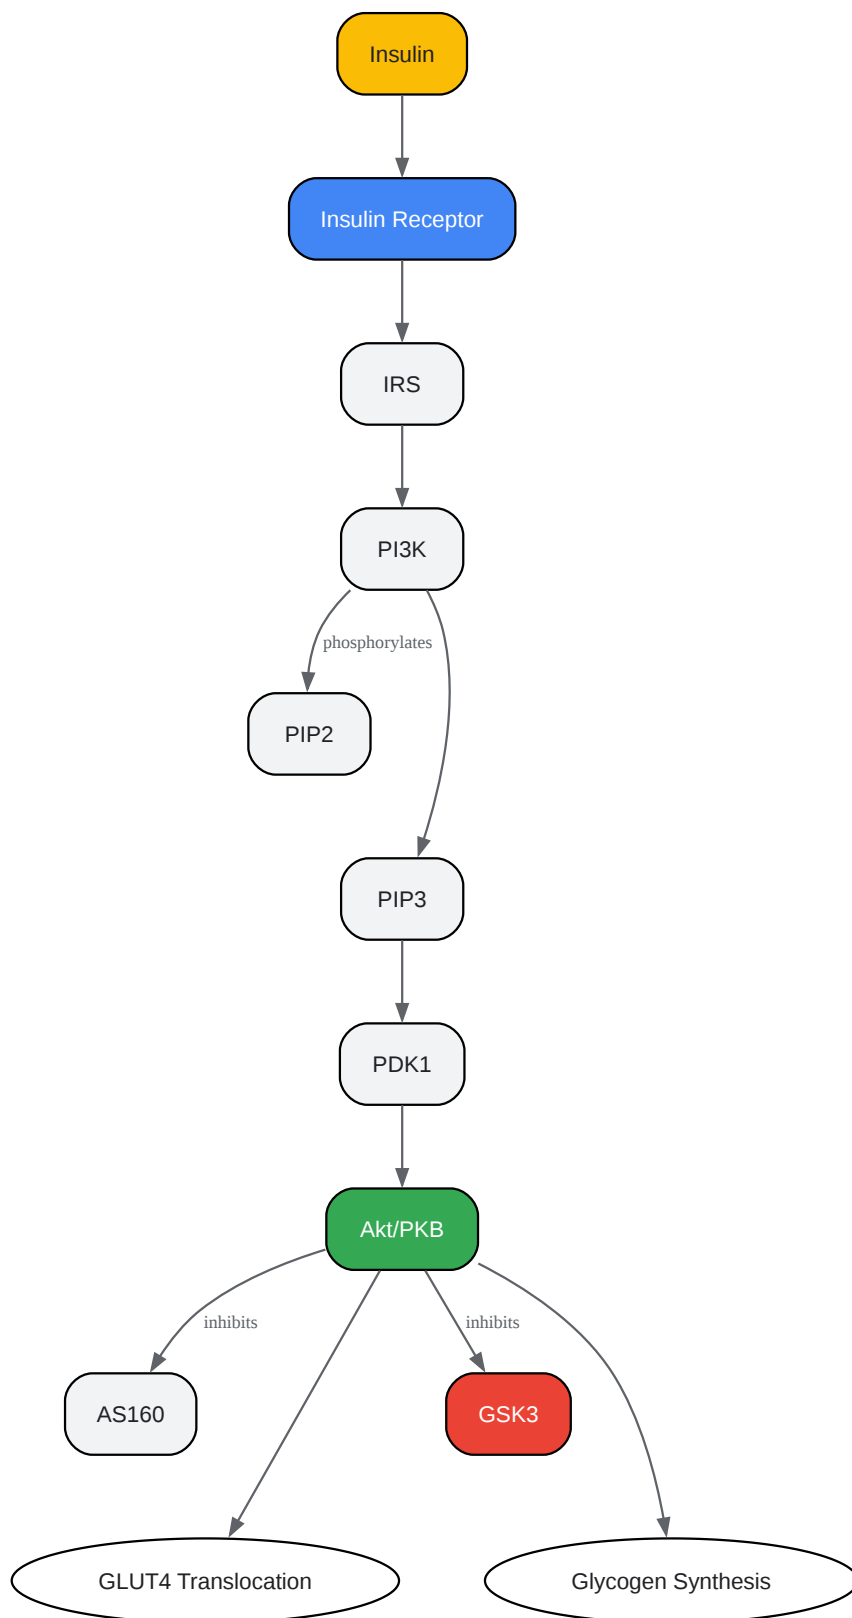 Insulin
Insulin Receptor
IRS
PI3K
phosphorylates
PIP2
PIP3
PDK1
Akt/PKB
inhibits
inhibits
AS160
GSK3
GLUT4 Translocation
Glycogen Synthesis